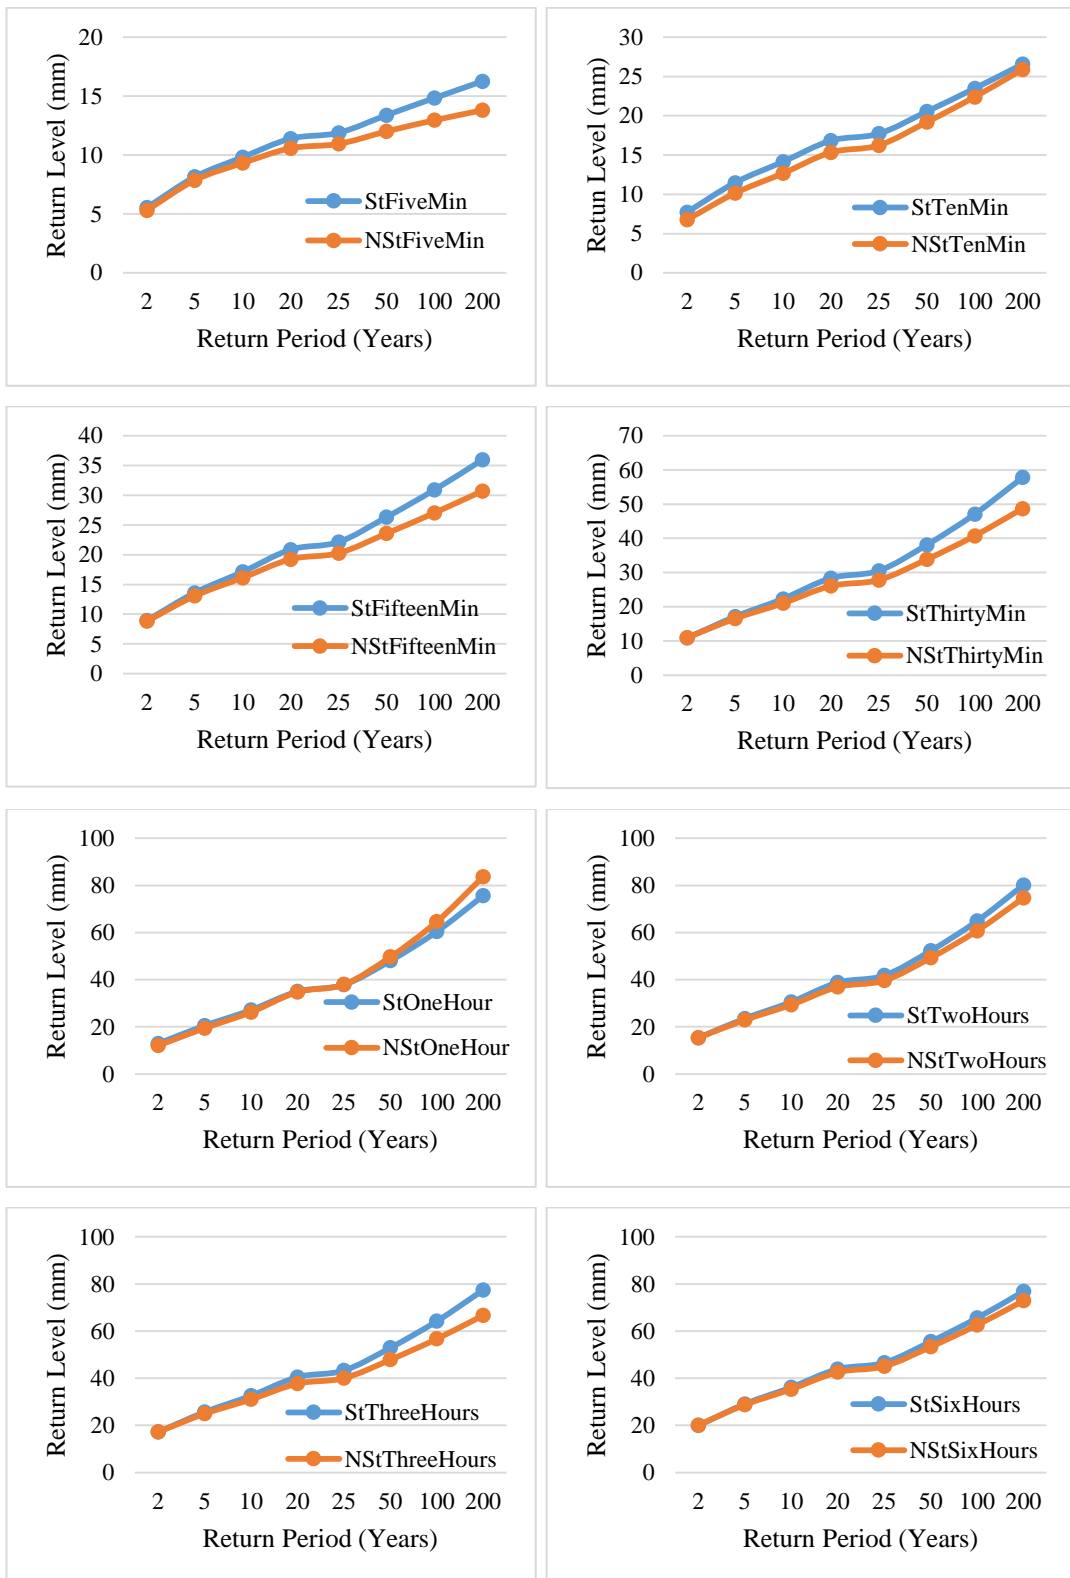 20
15
10
5
0
Return Level (mm)
StFiveMin
NStFiveMin
2 5 10 20 25 50 100 200
Return Period (Years)
30
25
20
15
10
5
0
Retun Level (mm)
StTenMin
NStTenMin
2 5 10 20 25 50 100 200
Return Period (Years)
40
35
30
25
20
15
10
5
0
Return Level (mm)
StFifteenMin
NStFifteenMin
2 5 10 20 25 50 100 200
Return Period (Years)
70
60
50
40
30
20
10
0
Return Level (mm)
StThirtyMin
NStThirtyMin
2 5 10 20 25 50 100 200
Return Period (Years)
100
80
60
40
20
0
Return Level (mm)
StOneHour
NStOneHour
2 5 10 20 25 50 100 200
Return Period (Years)
100
80
60
40
20
0
Return Level (mm)
StTwoHours
NStTwoHours
2 5 10 20 25 50 100 200
Return Period (Years)
100
80
60
40
20
0
Return Level (mm)
StThreeHours
NStThreeHours
2 5 10 20 25 50 100 200
Return Period (Years)
100
80
60
40
20
0
Return Level (mm)
StSixHours
NStSixHours
2 5 10 20 25 50 100 200
Return Period (Years)